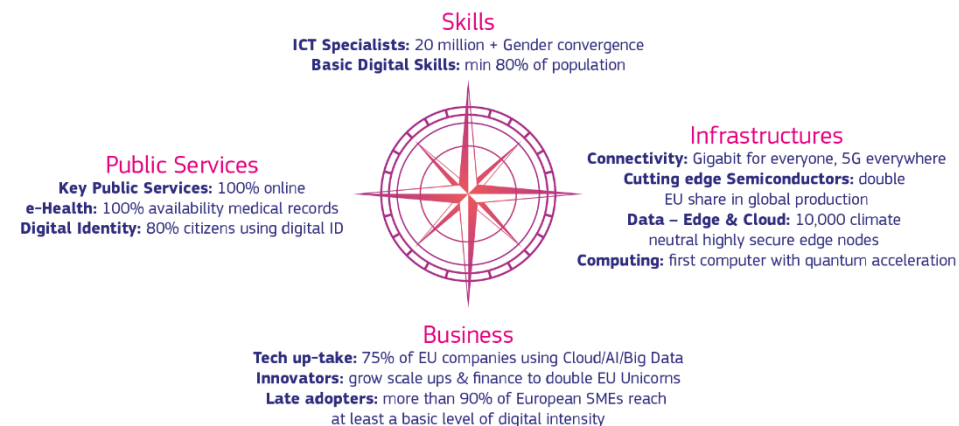 Skills
ICT Specialists: 20 million + Gender convergence
Basic Digital Skills: min 80% of population
Public Services
Key Public Services: 100% online
e-Health: 100% availability medical records
Digital Identity: 80% citizens using digital ID
Infrastructures
Connectivity: Gigabit for everyone, 5G everywhere
Cutting edge Semiconductors: double
EU share in global production
Data – Edge & Cloud: 10,000 climate
neutral highly secure edge nodes
Computing: first computer with quantum acceleration
Business
Tech up-take: 75% of EU companies using Cloud/AI/Big Data
Innovators: grow scale ups & finance to double EU Unicorns
Late adopters: more than 90% of European SMEs reach
at least a basic level of digital intensity